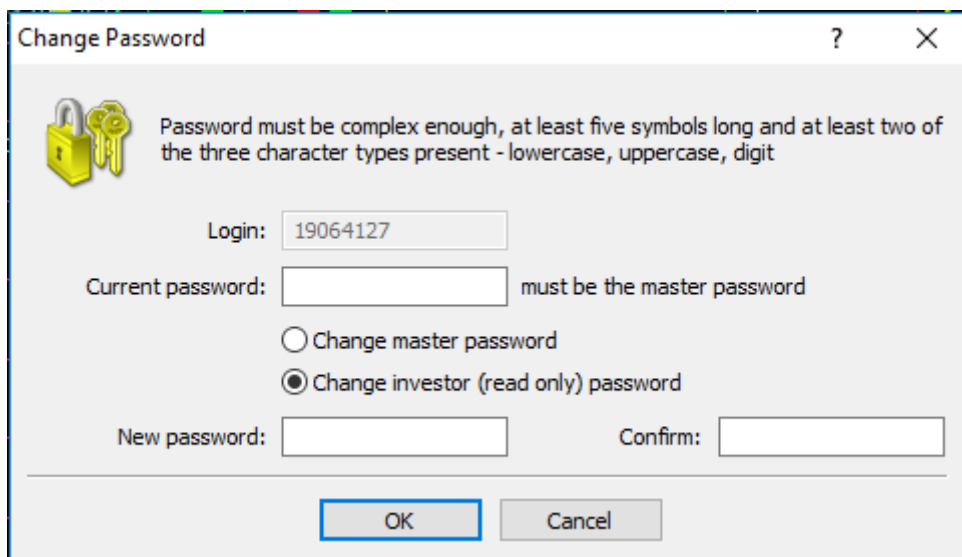 Change Password
?
Password must be complex enough, at least five symbols long and at least two of
the three character types present - lowercase, uppercase, digit
Login: 19064127
Current password: must be the master password
Change master password
Change investor (read only) password
New password: Confirm:
OK Cancel